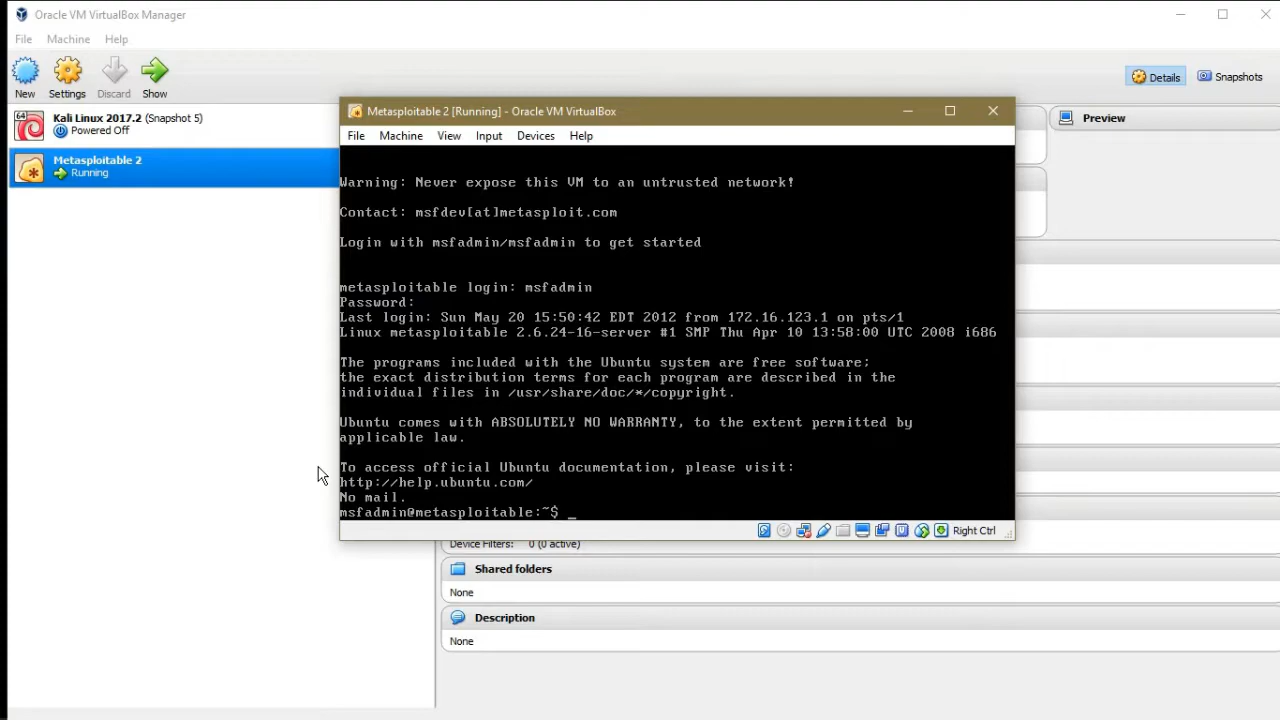 Oracle VM VirtualBox Manager
File Machine Help
New Settings Discard Show
Details Snapshots
64
Kali Linux 2017.2 (Snapshot 5)
Powered Off
Metasploitable 2
Running
Preview
Metasploitable 2 [Running] - Oracle VM VirtualBox
File Machine View Input Devices Help
Warning: Never expose this VM to an untrusted network!
Contact: msfdev[at]metasploit.com
Login with msfadmin/msfadmin to get started
metasploitable login: msfadmin
Password:
Last login: Sun May 20 15:50:42 EDT 2012 from 172.16.123.1 on pts/1
Linux metasploitable 2.6.24-16-server #1 SMP Thu Apr 10 13:58:00 UTC 2008 i686
The programs included with the Ubuntu system are free software;
the exact distribution terms for each program are described in the
individual files in /usr/share/doc/*/copyright.
Ubuntu comes with ABSOLUTELY NO WARRANTY, to the extent permitted by
applicable law.
To access official Ubuntu documentation, please visit:
http://help.ubuntu.com/
No mail.
msfadmin@metasploitable:~$ _
Right Ctrl
Device Filters: 0 (0 active)
Shared folders
None
Description
None